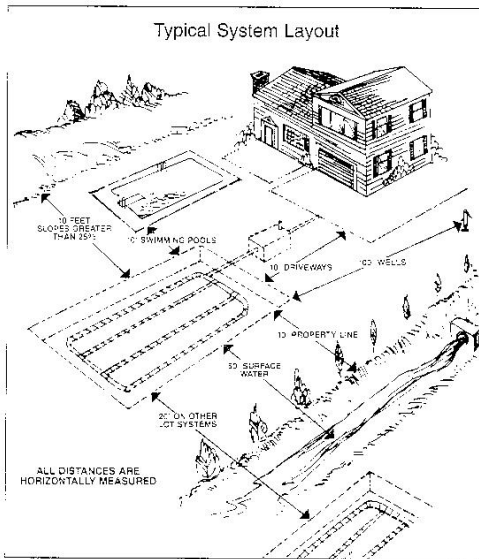 Typical System Layout
10 FEET
SLOPES GREATER
THAN 25%
10' SWIMMING POOLS
10' DRIVEWAYS
100' WELLS
10' PROPERTY LINE
50' SURFACE
WATER
20' ON OTHER
LOT SYSTEMS
ALL DISTANCES ARE
HORIZONTALLY MEASURED